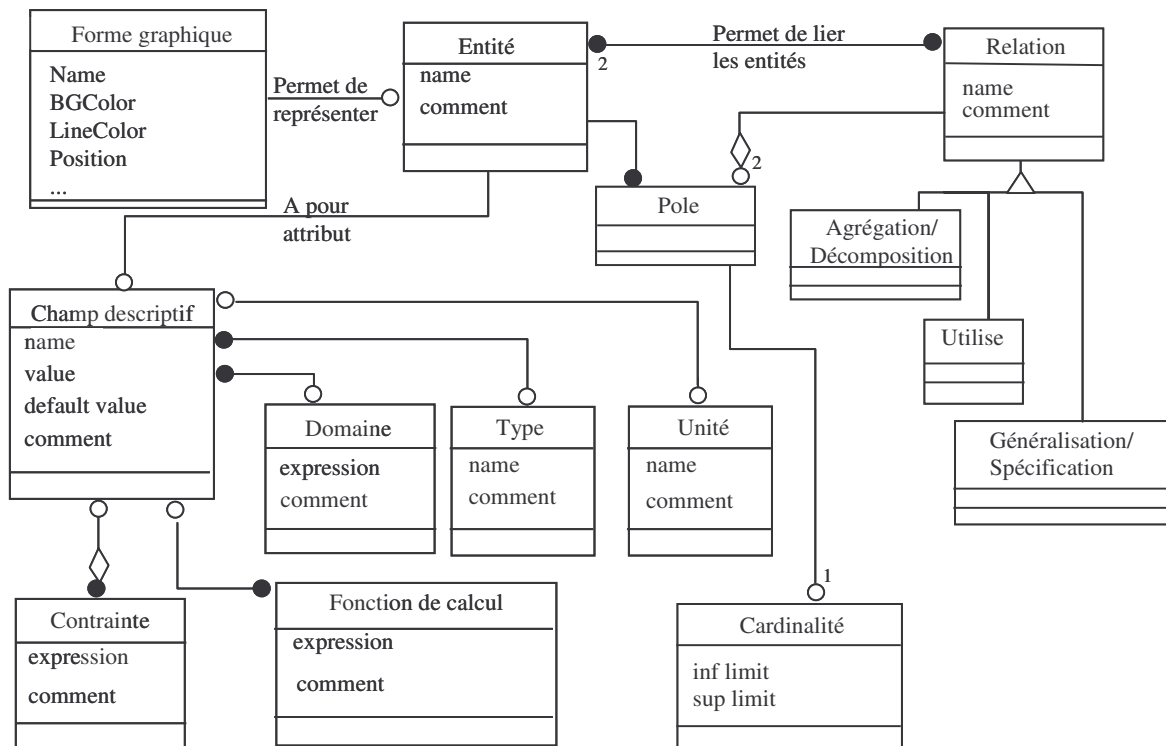 Forme graphique
Name
BGColor
LineColor
Position
...
Permet de
représenter
Entité
name
comment
2
Permet de lier
les entités
Relation
name
comment
2
Pole
A pour
attribut
Agrégation/
Décomposition
Utilise
Généralisation/
Spécification
Champ descriptif
name
value
default value
comment
Domaine
expression
comment
Type
name
comment
Unité
name
comment
Contrainte
expression
comment
Fonction de calcul
expression
comment
1
Cardinalité
inf limit
sup limit